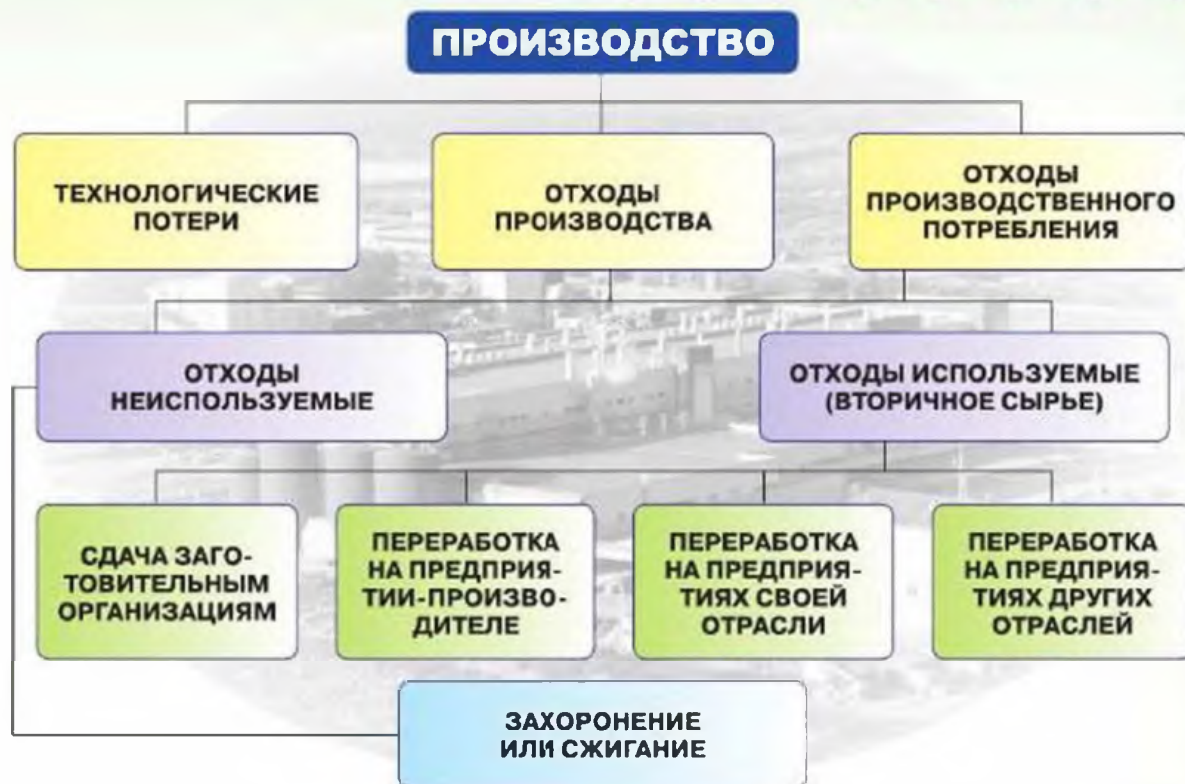 ПРОИЗВОДСТВО
ТЕХНОЛОГИЧЕСКИЕ
ПОТЕРИ
ОТХОДЫ
ПРОИЗВОДСТВА
ОТХОДЫ
ПРОИЗВОДСТВЕННОГО
ПОТРЕБЛЕНИЯ
ОТХОДЫ
НЕИСПОЛЬЗУЕМЫЕ
ОТХОДЫ ИСПОЛЬЗУЕМЫЕ
(ВТОРИЧНОЕ СЫРЬЕ)
СДАЧА ЗАГО-
ТОВИТЕЛЬНЫМ
ОРГАНИЗАЦИЯМ
ПЕРЕРАБОТКА
НА ПРЕДПРИЯ-
ТИИ-ПРОИЗВО-
ДИТЕЛЕ
ПЕРЕРАБОТКА
НА ПРЕДПРИЯ-
ТИЯХ СВОЕЙ
ОТРАСЛИ
ПЕРЕРАБОТКА
НА ПРЕДПРИЯ-
ТИЯХ ДРУГИХ
ОТРАСЛЕЙ
ЗАХОРОНЕНИЕ
ИЛИ СЖИГАНИЕ